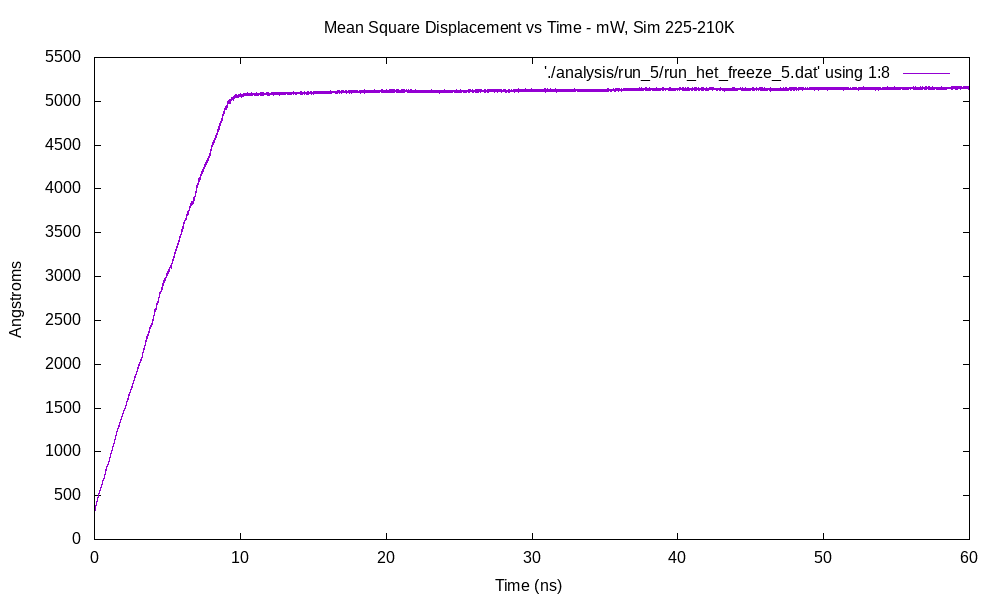 Mean Square Displacement vs Time - mW, Sim 225-210K
'./analysis/run_5/run_het_freeze_5.dat' using 1:8
5500
5000
4500
4000
3500
3000
2500
2000
1500
1000
500
0
Angstroms
0 10 20 30 40 50 60
Time (ns)